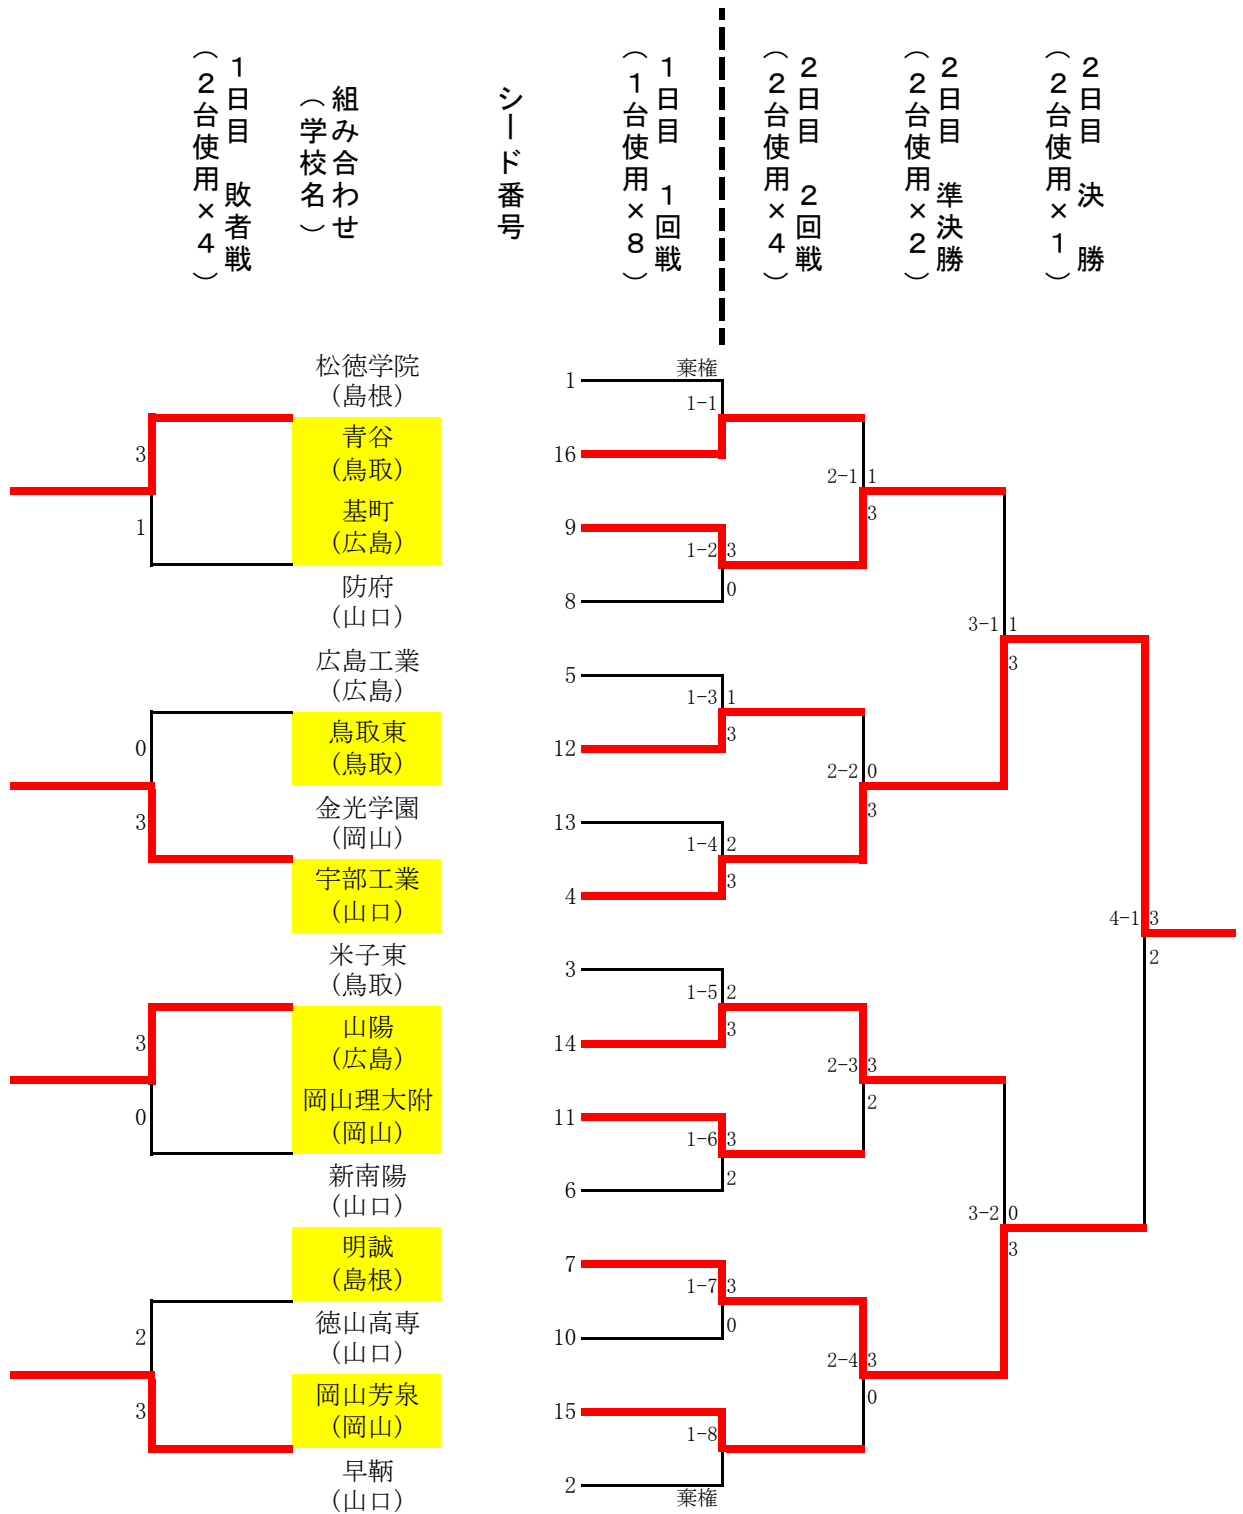 1日目　敗者戦
（2台使用×4）
組み合わせ
（学校名）
シード番号
1日目　1回戦
（1台使用×8）
2日目　2回戦
（2台使用×4）
2日目　準決勝
（2台使用×2）
2日目　決　勝
（2台使用×1）
松徳学院
（島根）
1
棄権
1-1
青谷
（鳥取）
3
16
2-1 1
3
基町
（広島）
1
9
1-2 3
0
防府
（山口）
8
3-1 1
3
広島工業
（広島）
5
1-3 1
3
鳥取東
（鳥取）
0
12
2-2 0
3
金光学園
（岡山）
3
13
1-4 2
3
宇部工業
（山口）
4
4-1 3
2
米子東
（鳥取）
3
1-5 2
3
山陽
（広島）
3
14
2-3 3
2
岡山理大附
（岡山）
0
11
1-6 3
2
新南陽
（山口）
6
3-2 0
3
明誠
（島根）
7
1-7 3
0
徳山高専
（山口）
2
10
2-4 3
0
岡山芳泉
（岡山）
3
15
1-8
早鞆
（山口）
2
棄権